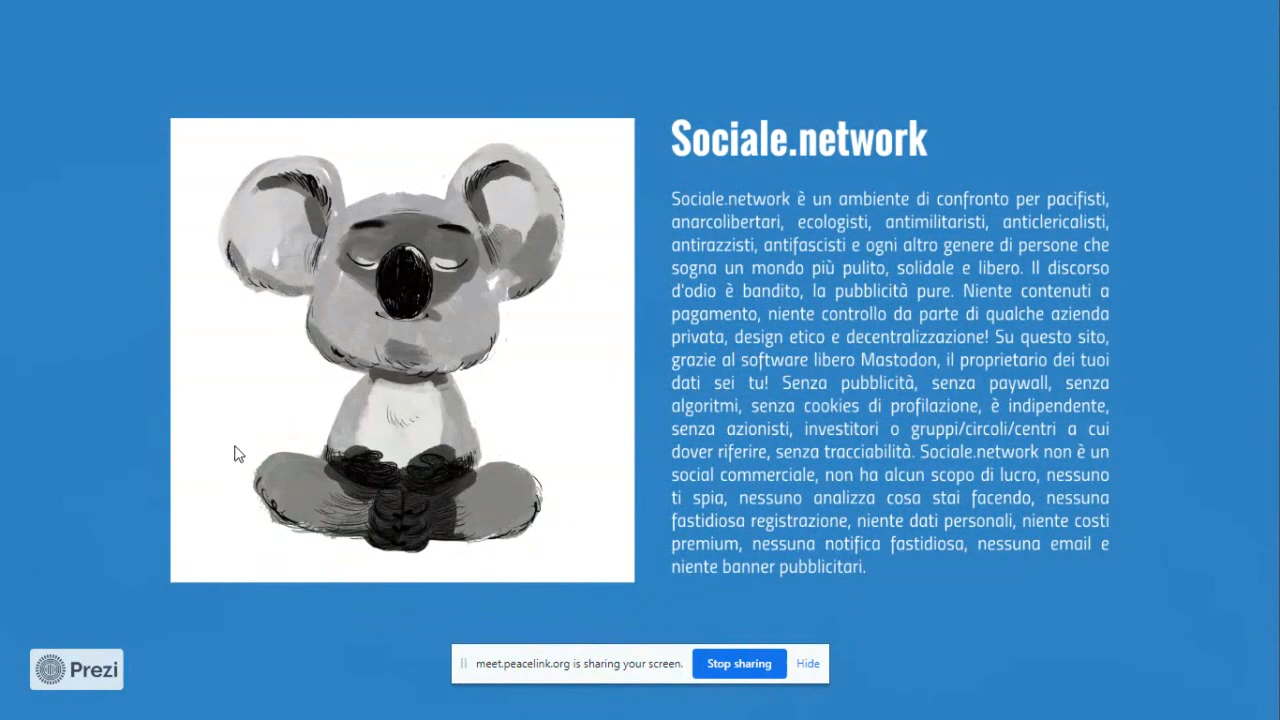 Sociale.network
Sociale.network è un ambiente di confronto per pacifisti,
anarcolibertari, ecologisti, antimilitaristi, anticlericalisti,
antirazzisti, antifascisti e ogni altro genere di persone che
sogna un mondo più pulito, solidale e libero. Il discorso
d'odio è bandito, la pubblicità pure. Niente contenuti a
pagamento, niente controllo da parte di qualche azienda
privata, design etico e decentralizzazione! Su questo sito,
grazie al software libero Mastodon, il proprietario dei tuoi
dati sei tu! Senza pubblicità, senza paywall, senza
algoritmi, senza cookies di profilazione, è indipendente,
senza azionisti, investitori o gruppi/circoli/centri a cui
dover riferire, senza tracciabilità. Sociale.network non è un
social commerciale, non ha alcun scopo di lucro, nessuno
ti spia, nessuno analizza cosa stai facendo, nessuna
fastidiosa registrazione, niente dati personali, niente costi
premium, nessuna notifica fastidiosa, nessuna email e
niente banner pubblicitari.
Prezi
meet.peacelink.org is sharing your screen. Stop sharing Hide